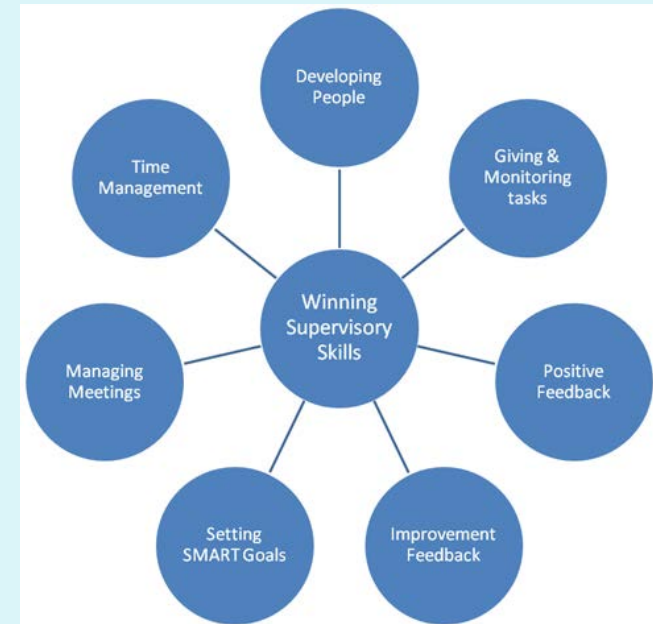 Developing
People
Giving &
Monitoring
tasks
Positive
Feedback
Improvement
Feedback
Setting
SMART Goals
Managing
Meetings
Time
Management
Winning
Supervisory
Skills